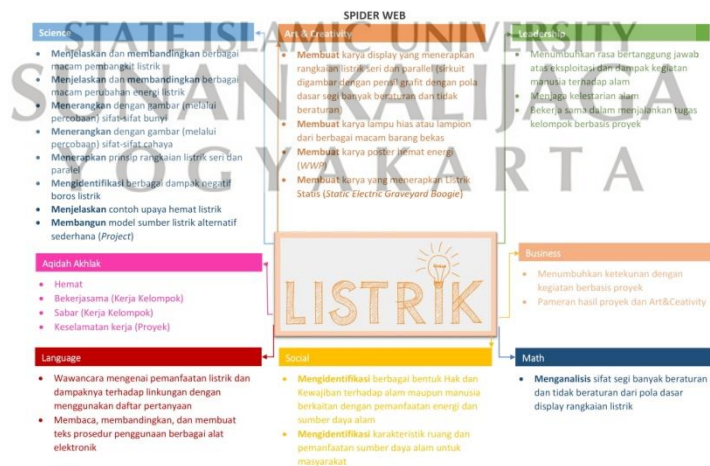 SPIDER WEB
STATE ISLAMIC UNIVERSITY
SUNAN KALIJAGA
YOGYAKARTA
Science
Menjelaskan dan membandingkan berbagai
macam pembangkit listrik
Menjelaskan dan membandingkan berbagai
macam perubahan energi listrik
Menerangkan dengan gambar (melalui
percobaan) sifat-sifat bunyi
Menerangkan dengan gambar (melalui
percobaan) sifat-sifat cahaya
Menerapkan prinsip rangkaian listrik seri dan
paralel
Mengidentifikasi berbagai dampak negatif
boros listrik
Menjelaskan contoh upaya hemat listrik
Membangun model sumber listrik alternatif
sederhana (Project)
Art & Creativity
Membuat karya display yang menerapkan
rangkaian listrik seri dan parallel (sirkuit
digambar dengan pensil grafit dengan pola
dasar segi banyak beraturan dan tidak
beraturan)
Membuat karya lampu hias atau lampion
dari berbagai macam barang bekas
Membuat karya poster hemat energi
(WWP)
Membuat karya yang menerapkan Listrik
Statis (Static Electric Graveyard Boogie)
Leadership
Menumbuhkan rasa bertanggung jawab
atas eksploitasi dan dampak kegiatan
manusia terhadap alam
Menjaga kelestarian alam
Bekerja sama dalam menjalankan tugas
kelompok berbasis proyek
Aqidah Akhlak
Hemat
Bekerjasama (Kerja Kelompok)
Sabar (Kerja Kelompok)
Keselamatan kerja (Proyek)
LISTRIK
Business
Menumbuhkan ketekunan dengan
kegiatan berbasis proyek
Pameran hasil proyek dan Art&Ceativity
Language
Wawancara mengenai pemanfaatan listrik dan
dampaknya terhadap linkungan dengan
menggunakan daftar pertanyaan
Membaca, membandingkan, dan membuat
teks prosedur penggunaan berbagai alat
elektronik
Social
Mengidentifikasi berbagai bentuk Hak dan
Kewajiban terhadap alam maupun manusia
berkaitan dengan pemanfaatan energi dan
sumber daya alam
Mengidentifikasi karakteristik ruang dan
pemanfaatan sumber daya alam untuk
masyarakat
Math
Menganalisis sifat segi banyak beraturan
dan tidak beraturan dari pola dasar
display rangkaian listrik